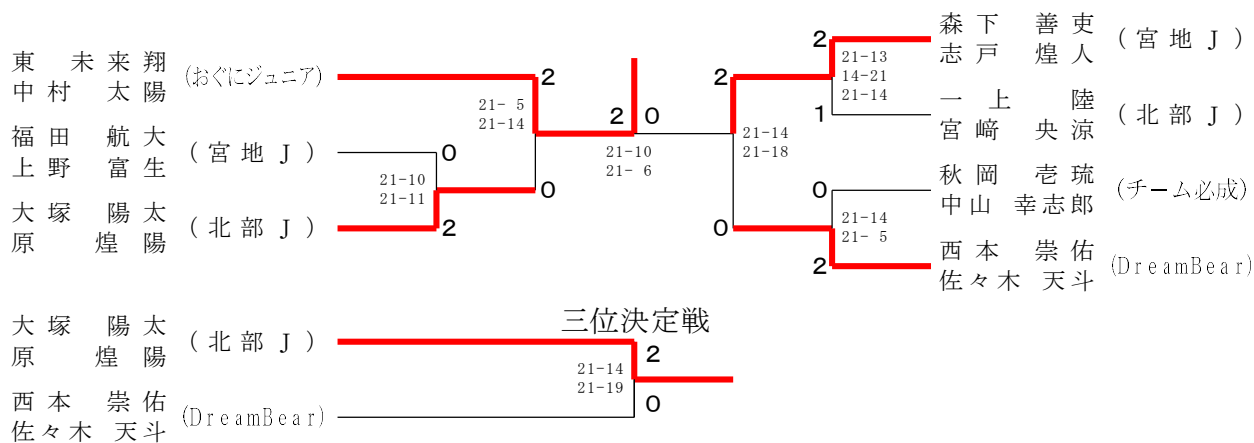 東 未来翔
中村 太陽
(おぐにジュニア)
2
21- 5
21-14
福田 航大
上野 富生
(宮地J)
0
21-10
21-11
0
大塚 陽太
原 煌陽
(北部J)
2
2 0
21-10
21- 6
森下 善吏
志戸 煌人
(宮地J)
2
21-13
14-21
21-14
2
一上 陸
宮﨑 央涼
(北部J)
1
21-14
21-18
秋岡 壱琉
中山 幸志郎
(チーム必成)
0
21-14
21- 5
0
西本 崇佑
佐々木 天斗
(DreamBear)
2
三位決定戦
大塚 陽太
原 煌陽
(北部J)
2
21-14
21-19
西本 崇佑
佐々木 天斗
(DreamBear)
0